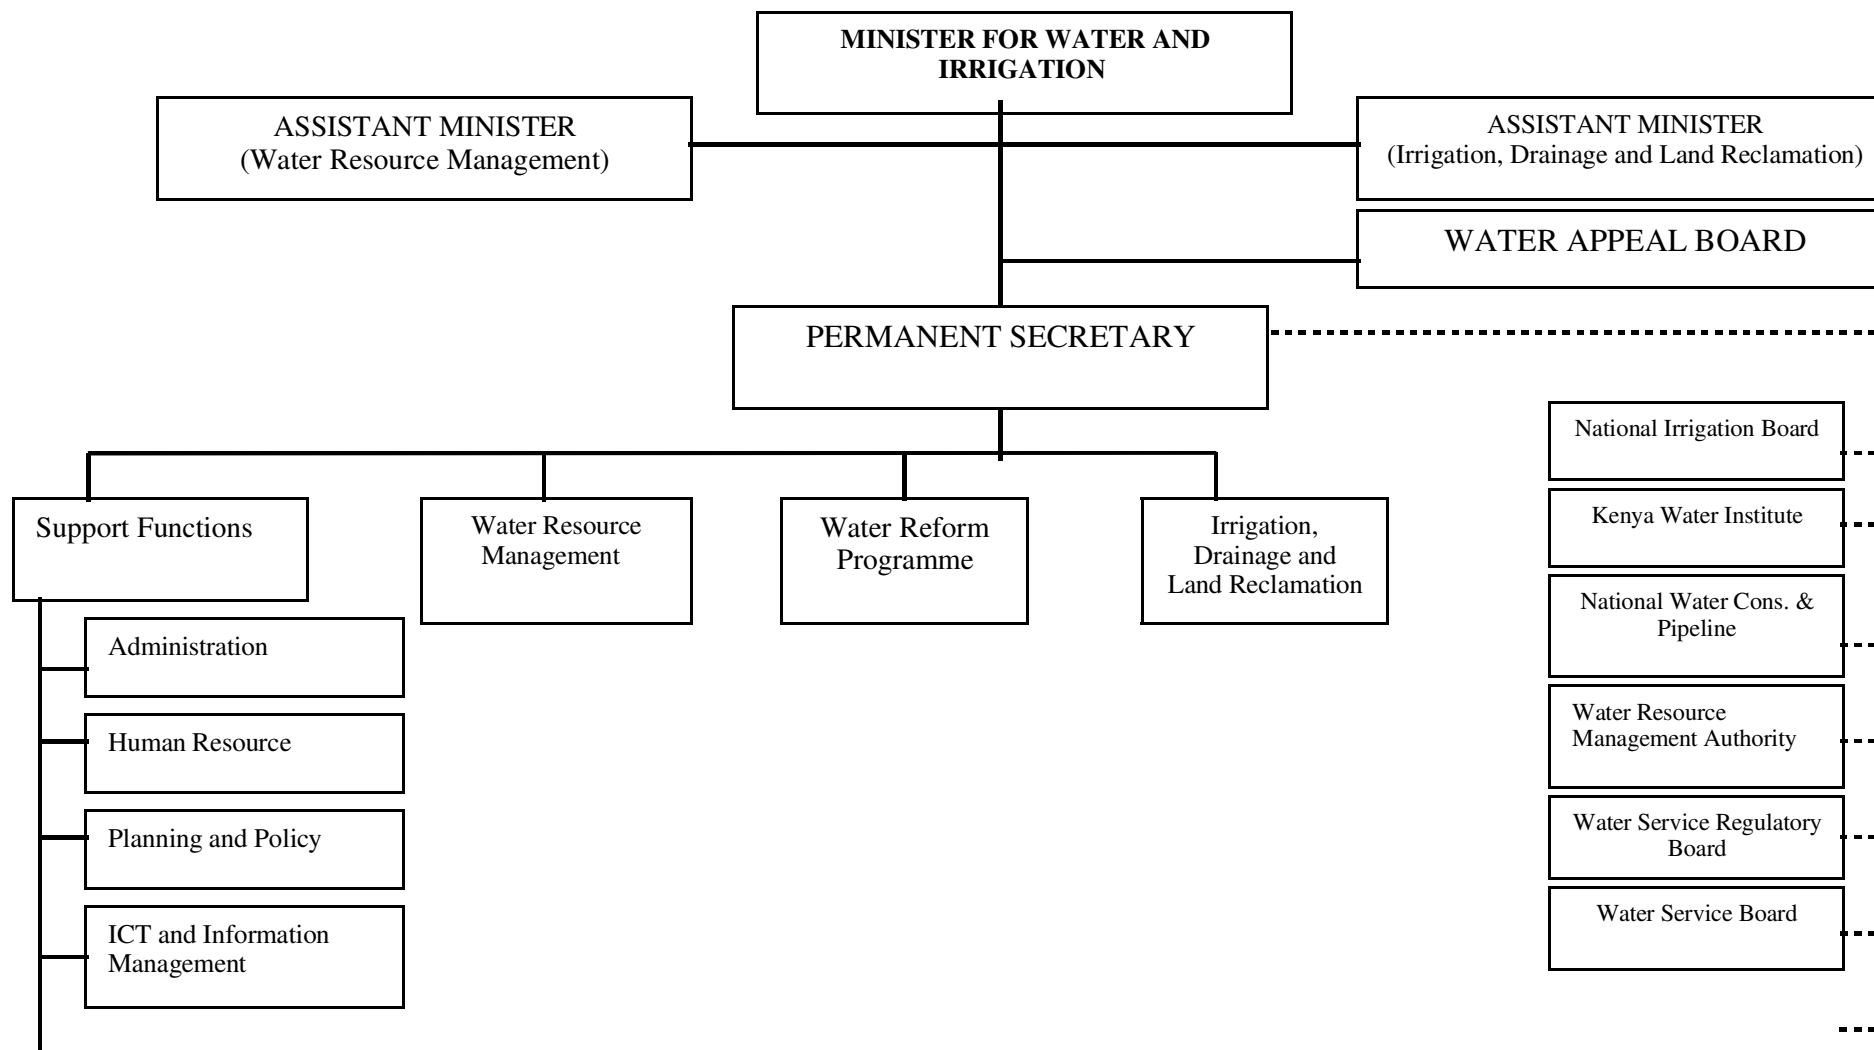 MINISTER FOR WATER AND
IRRIGATION
ASSISTANT MINISTER
(Water Resource Management)
ASSISTANT MINISTER
(Irrigation, Drainage and Land Reclamation)
WATER APPEAL BOARD
PERMANENT SECRETARY
Support Functions
Water Resource
Management
Water Reform
Programme
Irrigation,
Drainage and
Land Reclamation
Administration
Human Resource
Planning and Policy
ICT and Information
Management
National Irrigation Board
Kenya Water Institute
National Water Cons. &
Pipeline
Water Resource
Management Authority
Water Service Regulatory
Board
Water Service Board